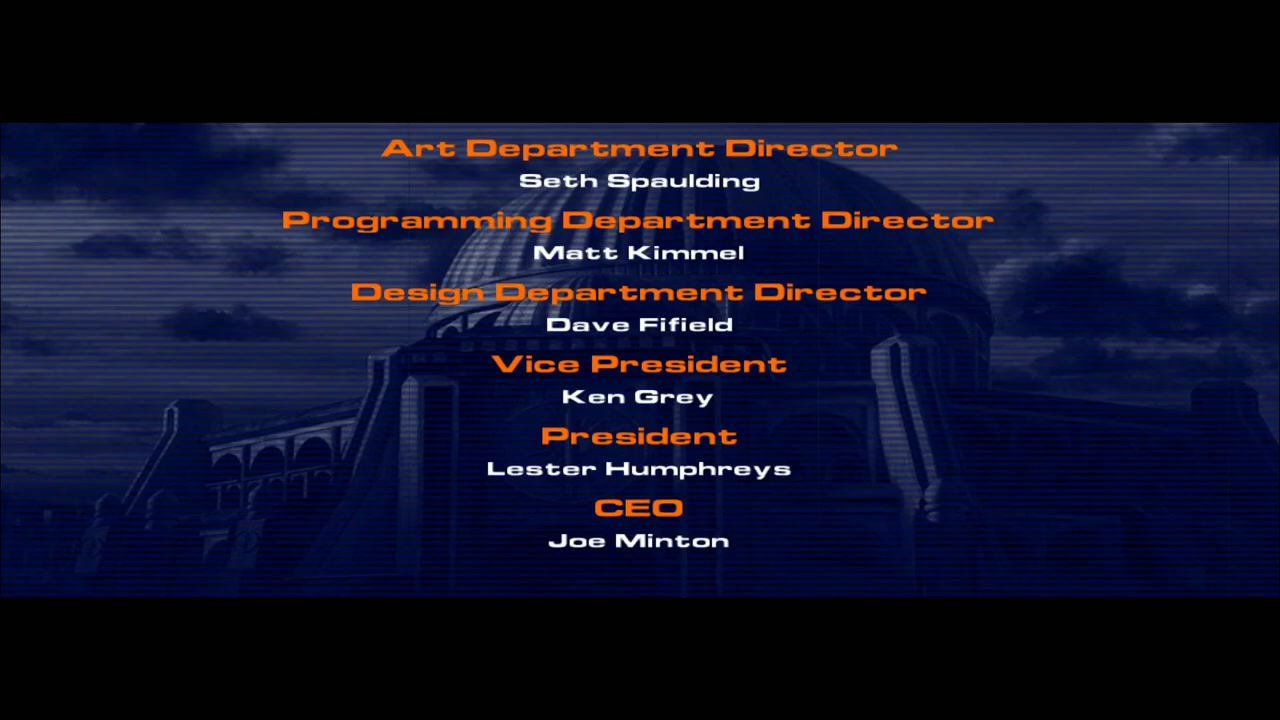 Art Department Director
Seth Spaulding
Programming Department Director
Matt Kimmel
Design Department Director
Dave Fifield
Vice President
Ken Grey
President
Lester Humphreys
CEO
Joe Minton